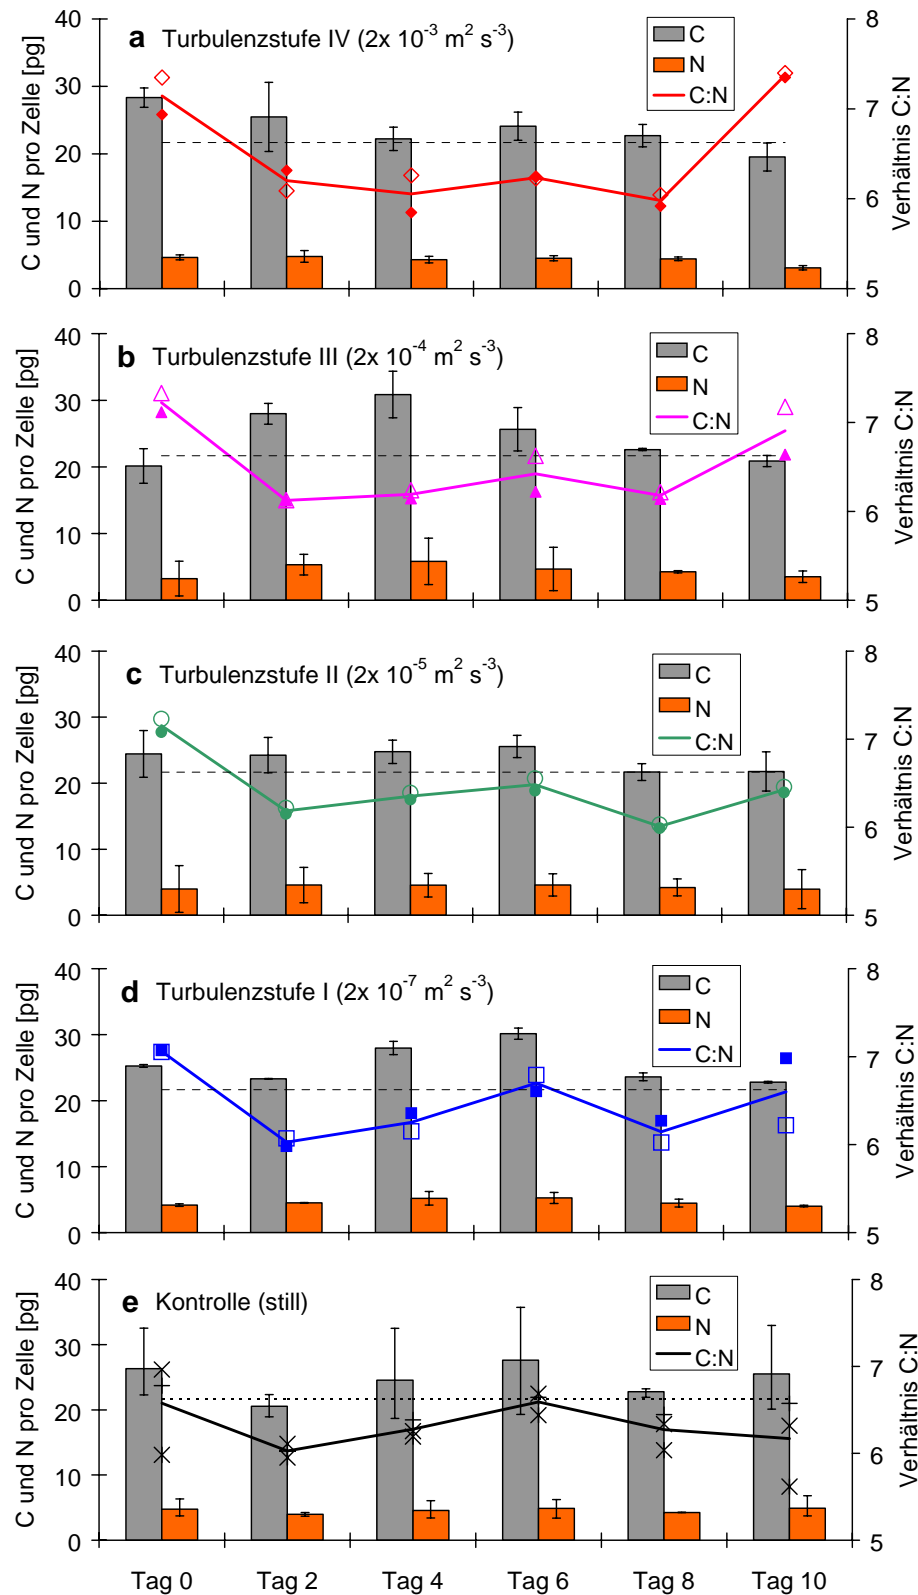 a Turbulenzstufe IV (2x 10⁻³ m² s⁻³)
C
N
C:N
40
30
20
10
0
C und N pro Zelle [pg]
8
7
6
5
Verhältnis C:N
b Turbulenzstufe III (2x 10⁻⁴ m² s⁻³)
C
N
C:N
40
30
20
10
0
C und N pro Zelle [pg]
8
7
6
5
Verhältnis C:N
c Turbulenzstufe II (2x 10⁻⁵ m² s⁻³)
C
N
C:N
40
30
20
10
0
C und N pro Zelle [pg]
8
7
6
5
Verhältnis C:N
d Turbulenzstufe I (2x 10⁻⁷ m² s⁻³)
C
N
C:N
40
30
20
10
0
C und N pro Zelle [pg]
8
7
6
5
Verhältnis C:N
e Kontrolle (still)
C
N
C:N
40
30
20
10
0
C und N pro Zelle [pg]
8
7
6
5
Verhältnis C:N
Tag 0 Tag 2 Tag 4 Tag 6 Tag 8 Tag 10